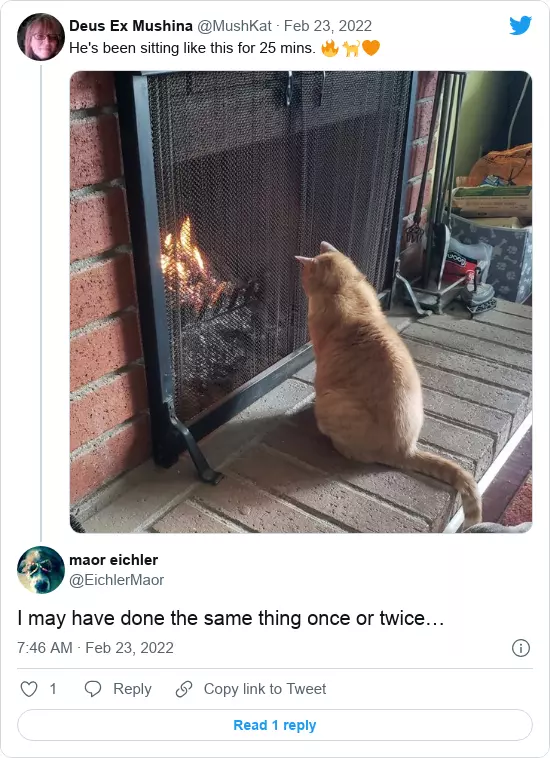 Deus Ex Mushina @MushKat · Feb 23, 2022
He's been sitting like this for 25 mins. 🔥🐈🧡
maor eichler
@EichlerMaor
I may have done the same thing once or twice…
7:46 AM · Feb 23, 2022
1 Reply Copy link to Tweet
Read 1 reply